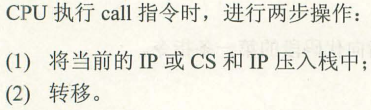 CPU 执行 call 指令时，进行两步操作：
(1) 将当前的 IP 或 CS 和 IP 压入栈中；
(2) 转移。